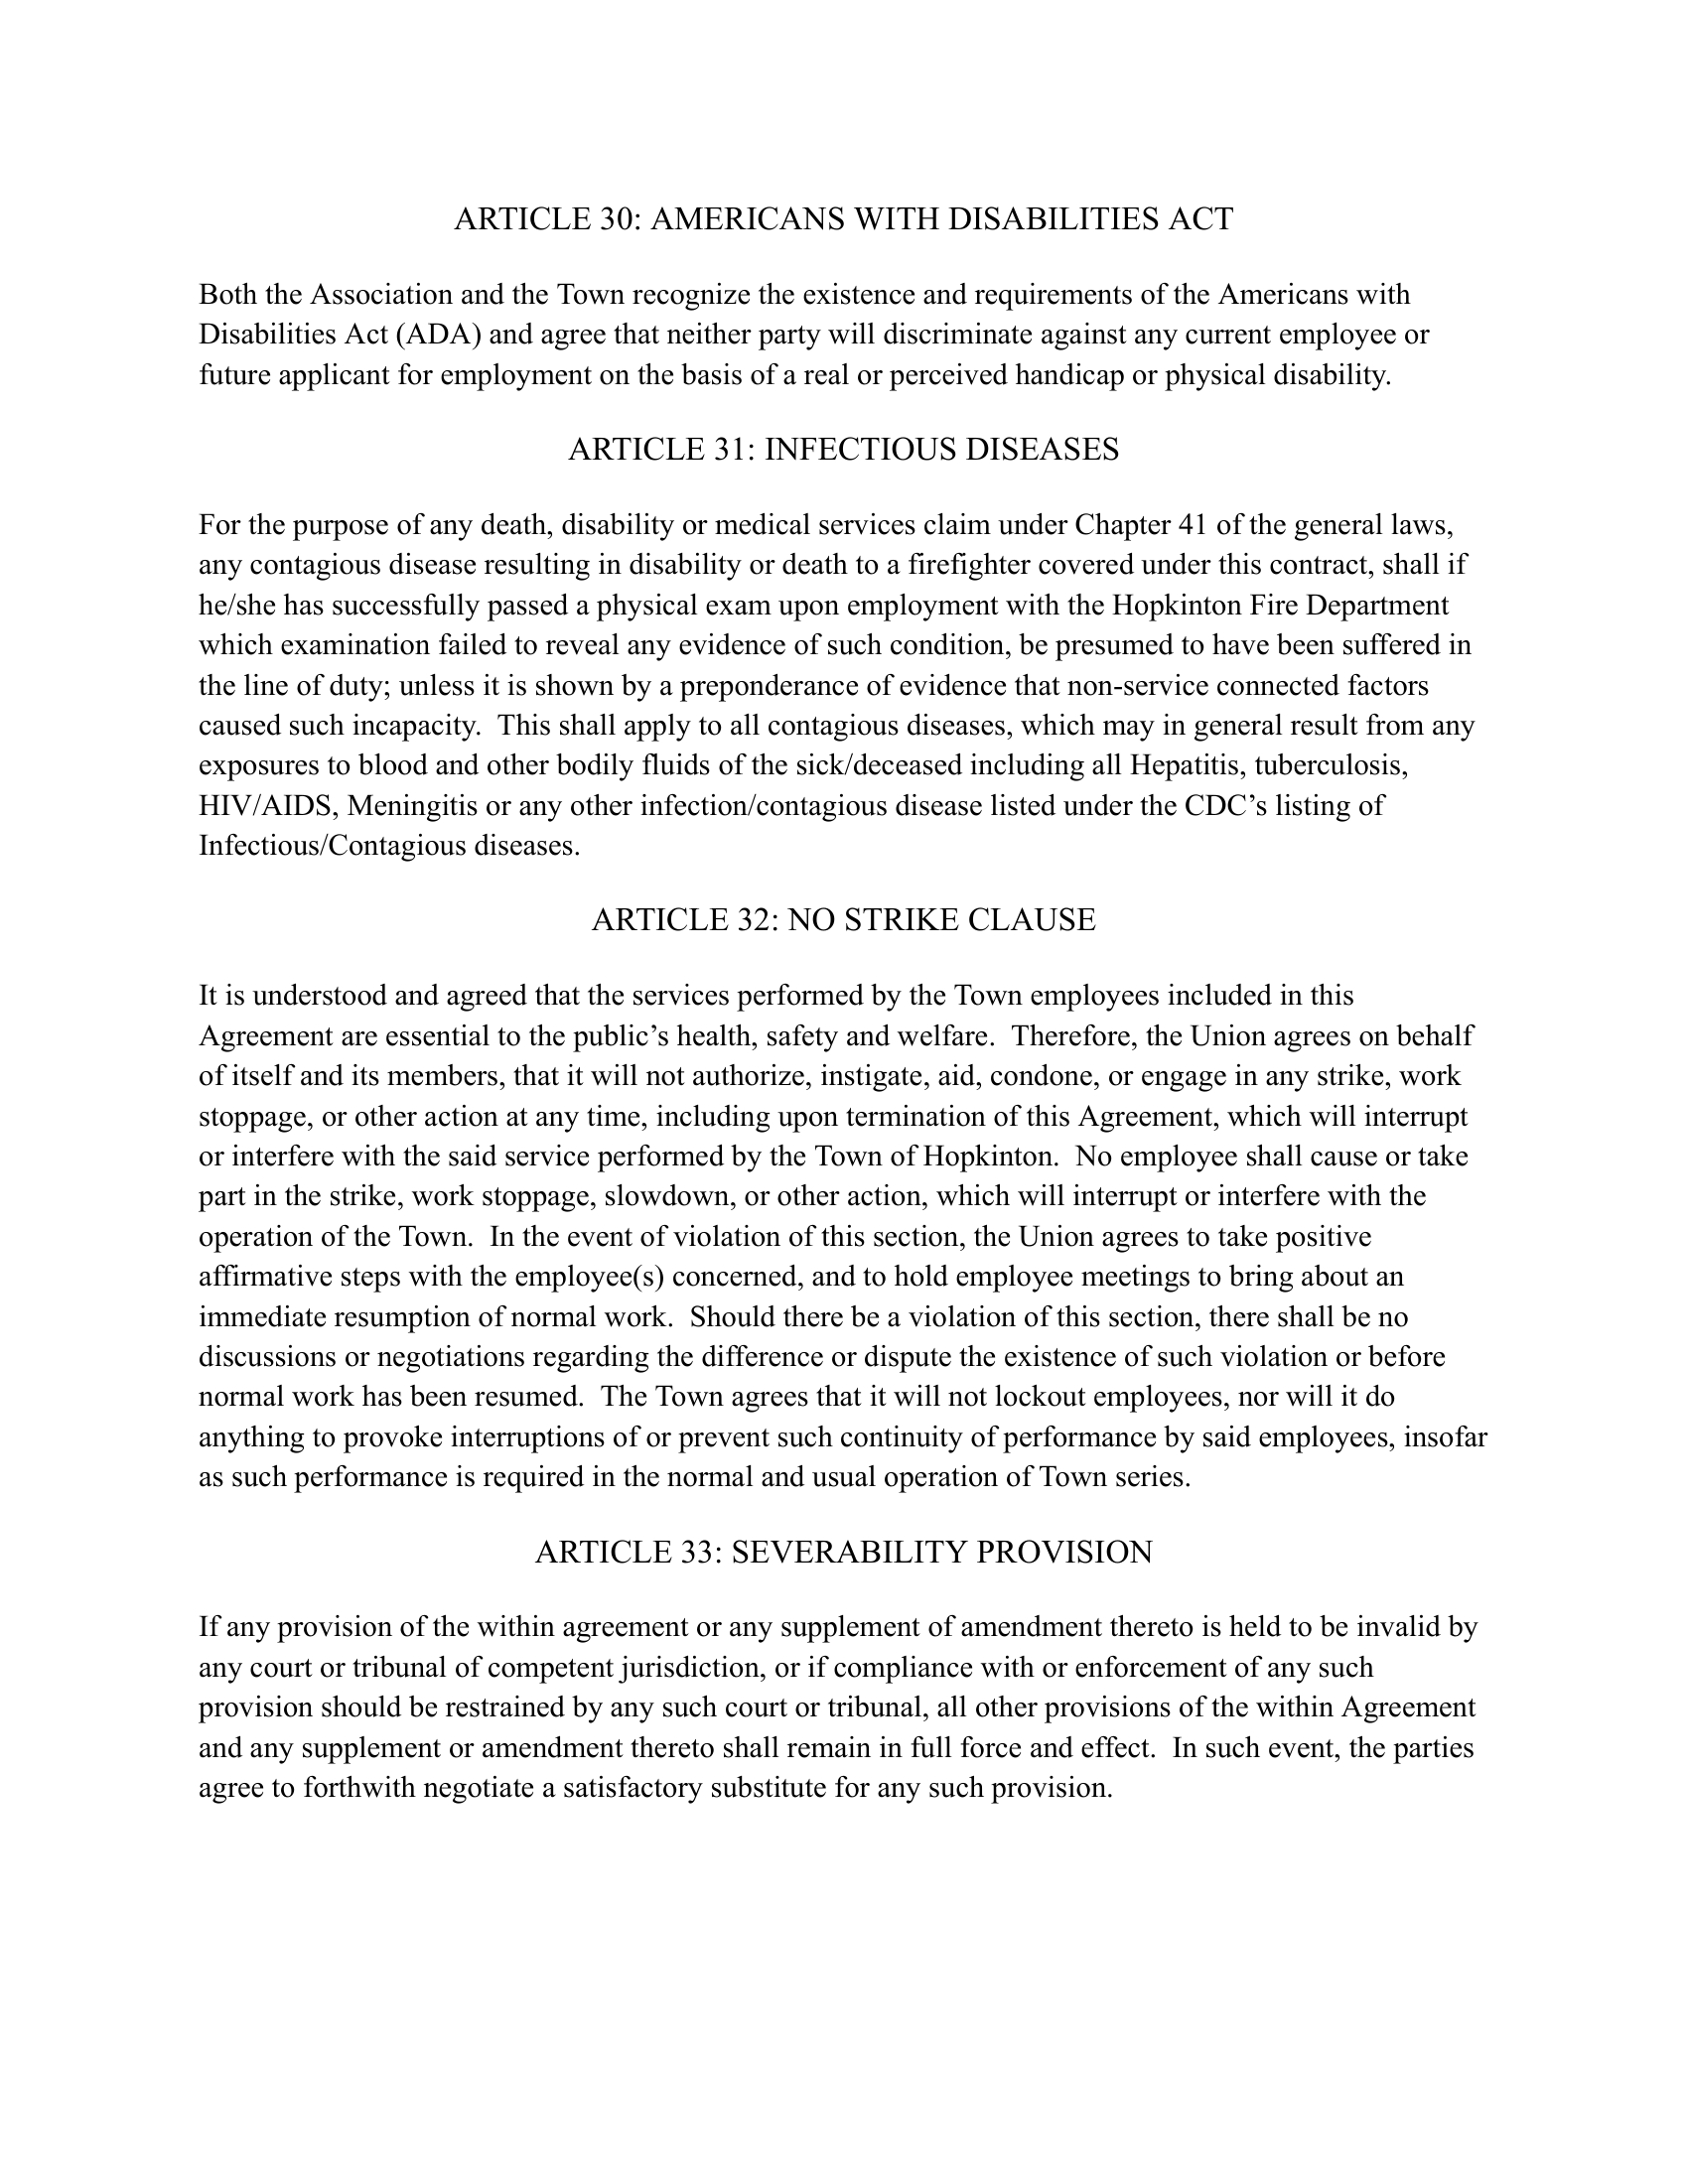 ARTICLE 30: AMERICANS WITH DISABILITIES ACT
Both the Association and the Town recognize the existence and requirements of the Americans with
Disabilities Act (ADA) and agree that neither party will discriminate against any current employee or
future applicant for employment on the basis of a real or perceived handicap or physical disability.
ARTICLE 31: INFECTIOUS DISEASES
For the purpose of any death, disability or medical services claim under Chapter 41 of the general laws,
any contagious disease resulting in disability or death to a firefighter covered under this contract, shall if
he/she has successfully passed a physical exam upon employment with the Hopkinton Fire Department
which examination failed to reveal any evidence of such condition, be presumed to have been suffered in
the line of duty; unless it is shown by a preponderance of evidence that non-service connected factors
caused such incapacity.  This shall apply to all contagious diseases, which may in general result from any
exposures to blood and other bodily fluids of the sick/deceased including all Hepatitis, tuberculosis,
HIV/AIDS, Meningitis or any other infection/contagious disease listed under the CDC’s listing of
Infectious/Contagious diseases.
ARTICLE 32: NO STRIKE CLAUSE
It is understood and agreed that the services performed by the Town employees included in this
Agreement are essential to the public’s health, safety and welfare.  Therefore, the Union agrees on behalf
of itself and its members, that it will not authorize, instigate, aid, condone, or engage in any strike, work
stoppage, or other action at any time, including upon termination of this Agreement, which will interrupt
or interfere with the said service performed by the Town of Hopkinton.  No employee shall cause or take
part in the strike, work stoppage, slowdown, or other action, which will interrupt or interfere with the
operation of the Town.  In the event of violation of this section, the Union agrees to take positive
affirmative steps with the employee(s) concerned, and to hold employee meetings to bring about an
immediate resumption of normal work.  Should there be a violation of this section, there shall be no
discussions or negotiations regarding the difference or dispute the existence of such violation or before
normal work has been resumed.  The Town agrees that it will not lockout employees, nor will it do
anything to provoke interruptions of or prevent such continuity of performance by said employees, insofar
as such performance is required in the normal and usual operation of Town series.
ARTICLE 33: SEVERABILITY PROVISION
If any provision of the within agreement or any supplement of amendment thereto is held to be invalid by
any court or tribunal of competent jurisdiction, or if compliance with or enforcement of any such
provision should be restrained by any such court or tribunal, all other provisions of the within Agreement
and any supplement or amendment thereto shall remain in full force and effect.  In such event, the parties
agree to forthwith negotiate a satisfactory substitute for any such provision.